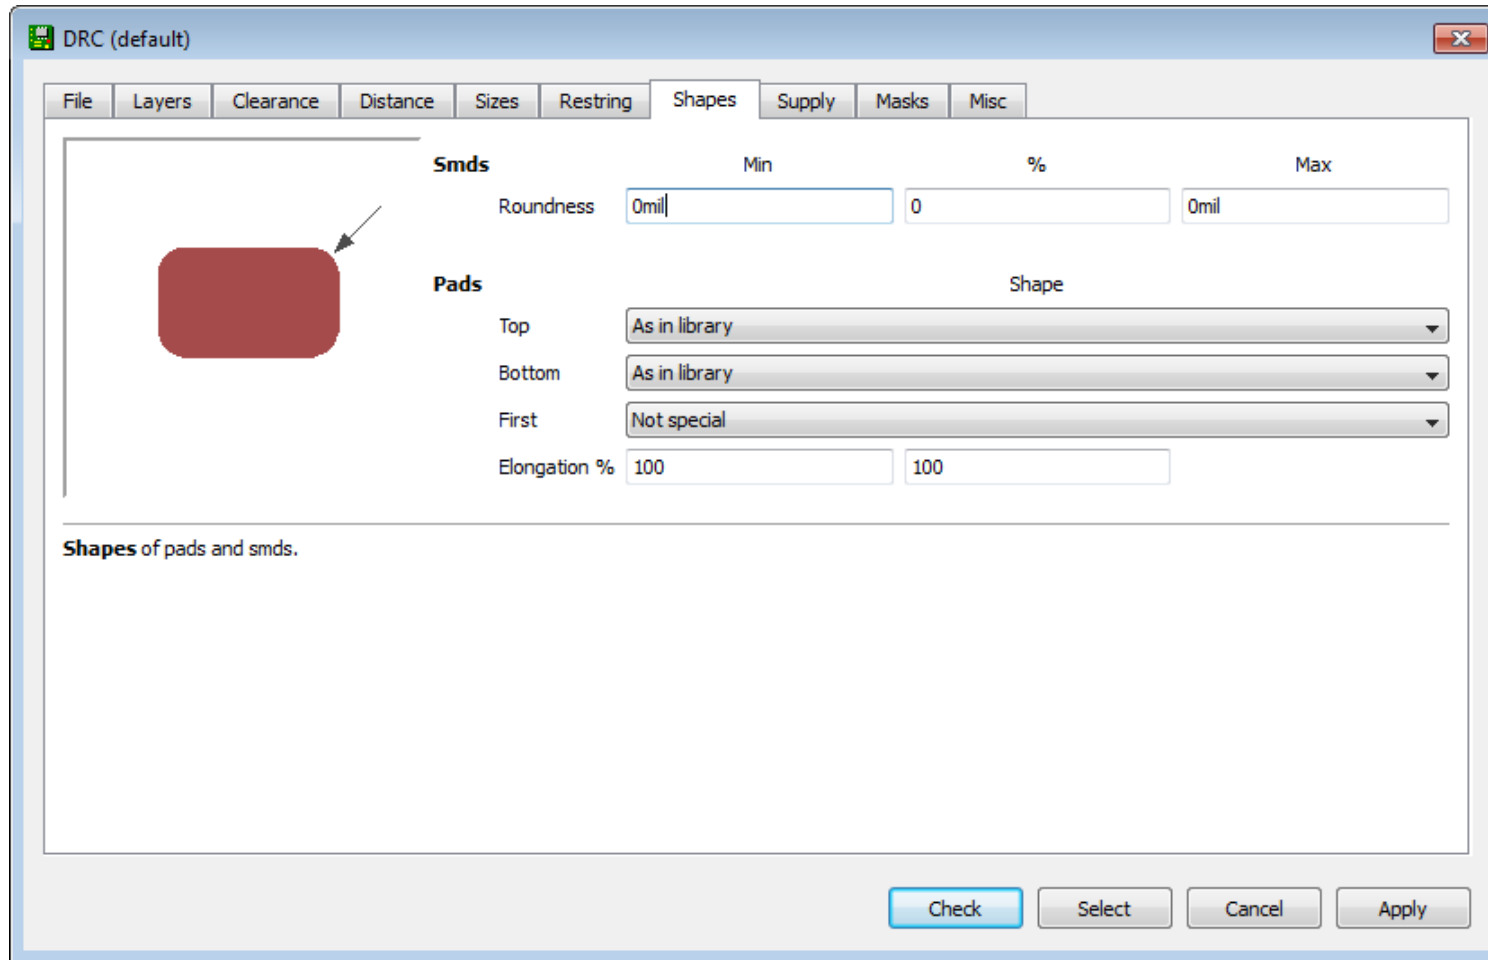 DRC (default)
File Layers Clearance Distance Sizes Restring Shapes Supply Masks Misc
Smds Min % Max
Roundness 0mil 0 0mil
Pads Shape
Top As in library
Bottom As in library
First Not special
Elongation % 100 100
Shapes of pads and smds.
Check Select Cancel Apply